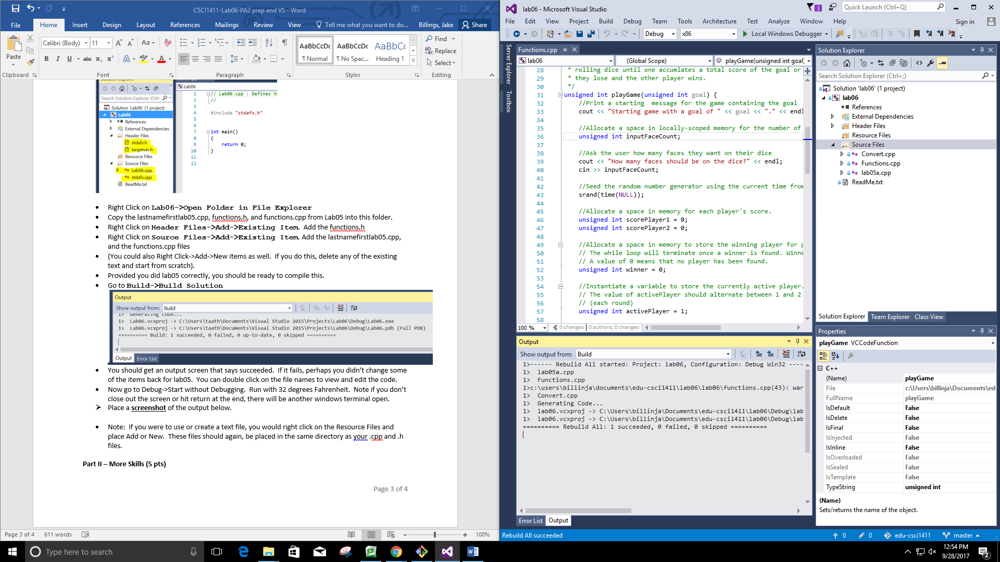 CSCI1411-Lab06-PA2 prep and VS - Word
File Home Insert Design Layout References Mailings Review View Tell me what you want to do... Billings, Jake Share
Calibri (Body) 11
Paste
AaBbCcDc AaBbCcDc AaBbCc
¶ Normal ¶ No Spac... Heading 1
Find
Replace
Select
Clipboard Font Paragraph Styles Editing
Search Solution Explorer (Ctrl+
Solution 'Lab06' (1 project)
Lab06
References
External Dependencies
Header Files
stdafx.h
targetver.h
Resource Files
Source Files
Lab06.cpp
stdafx.cpp
ReadMe.txt
Lab06
1 // Lab06.cpp : Defines t
2 //
3
4 #include "stdafx.h"
5
6
7 int main()
8 {
9 return 0;
10 }
11
12
• Right Click on Lab06->Open Folder in File Explorer
• Copy the lastnamefirstlab05.cpp, functions.h, and functions.cpp from Lab05 into this folder.
• Right Click on Header Files->Add->Existing Item. Add the functions.h
• Right Click on Source Files->Add->Existing Item. Add the lastnamefirstlab05.cpp,
and the functions.cpp files
• (You could also Right Click->Add->New items as well. If you do this, delete any of the existing
text and start from scratch).
• Provided you did lab05 correctly, you should be ready to compile this.
• Go to Build->Build Solution
Output
Show output from: Build
1> Generating Code...
1> Lab06.vcxproj -> C:\Users\taath\Documents\Visual Studio 2015\Projects\Lab06\Debug\Lab06.exe
1> Lab06.vcxproj -> C:\Users\taath\Documents\Visual Studio 2015\Projects\Lab06\Debug\Lab06.pdb (Full PDB)
========== Build: 1 succeeded, 0 failed, 0 up-to-date, 0 skipped ==========
Output Error List
• You should get an output screen that says succeeded. If it fails, perhaps you didn't change some
of the items back for lab05. You can double click on the file names to view and edit the code.
• Now go to Debug->Start without Debugging. Run with 32 degrees Fahrenheit. Note if you don't
close out the screen or hit return at the end, there will be another windows terminal open.
➢ Place a screenshot of the output below.
• Note: If you were to use or create a text file, you would right click on the Resource Files and
place Add or New. These files should again, be placed in the same directory as your .cpp and .h
files.
Part II – More Skills (5 pts)
Page 3 of 4
Page 3 of 4 611 words 100%
lab06 - Microsoft Visual Studio
3 Quick Launch (Ctrl+Q)
File Edit View Project Build Debug Team Tools Architecture Test Analyze Window Help Sign in
Debug x86 Local Windows Debugger
Server Explorer
Toolbox
Functions.cpp
lab06 (Global Scope) playGame(unsigned int goal)
28 * rolling dice until one accumlates a total score of the goal or
29 * they lose and the other player wins.
30 */
31 unsigned int playGame(unsigned int goal) {
32 //Print a starting message for the game containing the goal
33 cout << "Starting game with a goal of " << goal << "." << endl
34
35 //Allocate a space in locally-scoped memory for the number of
36 unsigned int inputFaceCount;
37
38 //Ask the user how many faces they want on their dice
39 cout << "How many faces should be on the dice?" << endl;
40 cin >> inputFaceCount;
41
42 //Seed the random number generator using the current time from
43 srand(time(NULL));
44
45 //Allocate a space in memory for each player's score.
46 unsigned int scorePlayer1 = 0;
47 unsigned int scorePlayer2 = 0;
48
49 //Allocate a space in memory to store the winning player for p
50 // The while loop will terminate once a winner is found. Winne
51 // A value of 0 means that no player has been found.
52 unsigned int winner = 0;
53
54 //Instantiate a variable to store the currently active player.
55 // The value of activePlayer should alternate between 1 and 2
56 // (each round)
57 unsigned int activePlayer = 1;
58
100 % 0 changes | 0 authors, 0 changes
Output
Show output from: Build
1>------ Rebuild All started: Project: lab06, Configuration: Debug Win32 ----
1> lab05a.cpp
1> Functions.cpp
1>c:\users\billinja\documents\edu-csci1411\lab06\lab06\functions.cpp(43): war
1> Convert.cpp
1> Generating Code...
1> lab06.vcxproj -> C:\Users\billinja\Documents\edu-csci1411\lab06\Debug\lab
1> lab06.vcxproj -> C:\Users\billinja\Documents\edu-csci1411\lab06\Debug\lab
========== Rebuild All: 1 succeeded, 0 failed, 0 skipped ==========
Error List Output
Solution Explorer
Search Solution Explorer (Ctrl+;)
Solution 'lab06' (1 project)
lab06
References
External Dependencies
Header Files
Resource Files
Source Files
Convert.cpp
Functions.cpp
lab05a.cpp
ReadMe.txt
Solution Explorer Team Explorer Class View
Properties
playGame VCCodeFunction
C++
(Name) playGame
File c:\Users\billinja\Documents\ed
FullName playGame
IsDefault False
IsDelete False
IsFinal False
IsInjected False
IsInline False
IsOverloaded False
IsSealed False
IsTemplate False
TypeString unsigned int
(Name)
Sets/returns the name of the object.
Rebuild All succeeded 0 0 edu-csci1411 master
Type here to search
12:54 PM
9/28/2017
2